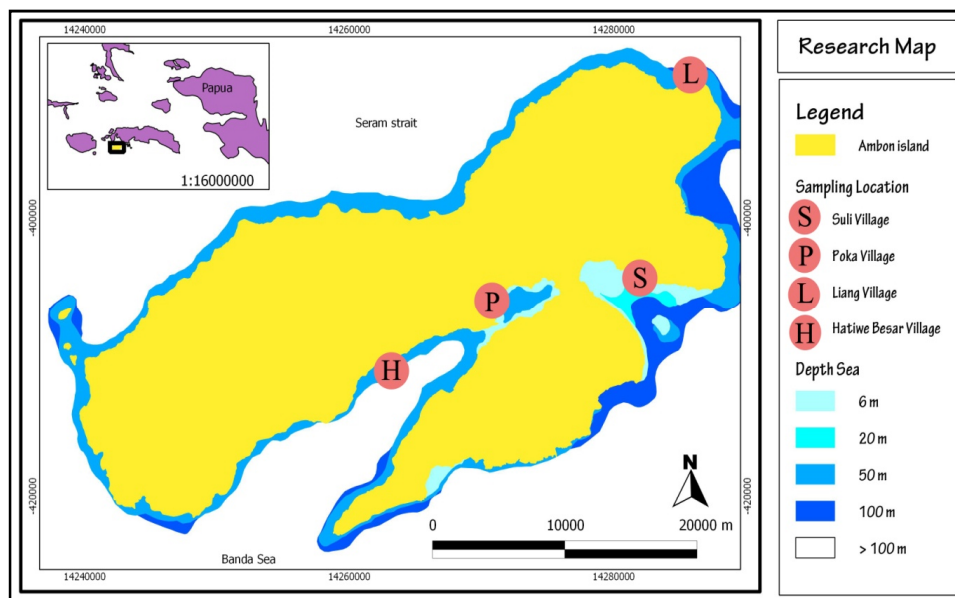 14240000 14260000 14280000
Papua
1:16000000
Seram strait
-400000
-400000
L
S
P
H
-420000
-420000
N
0 10000 20000 m
Banda Sea
14240000 14260000 14280000
Research Map
Legend
Ambon island
Sampling Location
S Suli Village
P Poka Village
L Liang Village
H Hatiwe Besar Village
Depth Sea
6 m
20 m
50 m
100 m
> 100 m